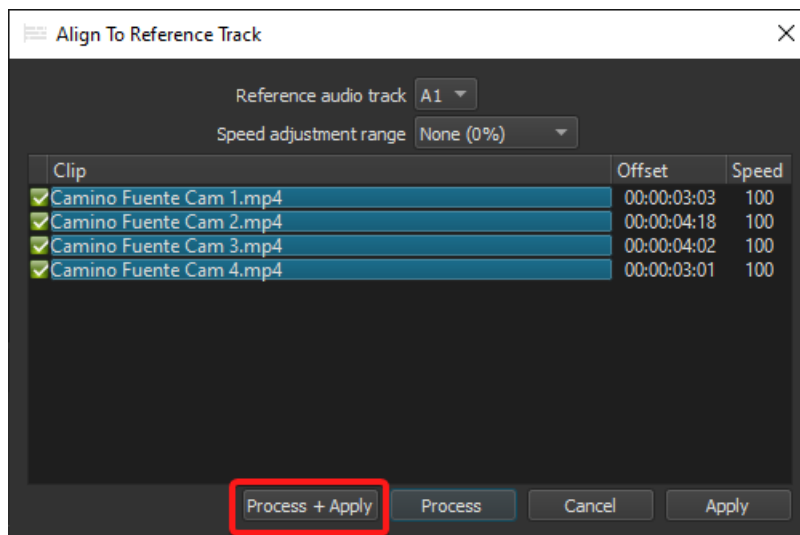 Align To Reference Track
Reference audio track A1
Speed adjustment range None (0%)
Clip Offset Speed
Camino Fuente Cam 1.mp4 00:00:03:03 100
Camino Fuente Cam 2.mp4 00:00:04:18 100
Camino Fuente Cam 3.mp4 00:00:04:02 100
Camino Fuente Cam 4.mp4 00:00:03:01 100
Process + Apply Process Cancel Apply